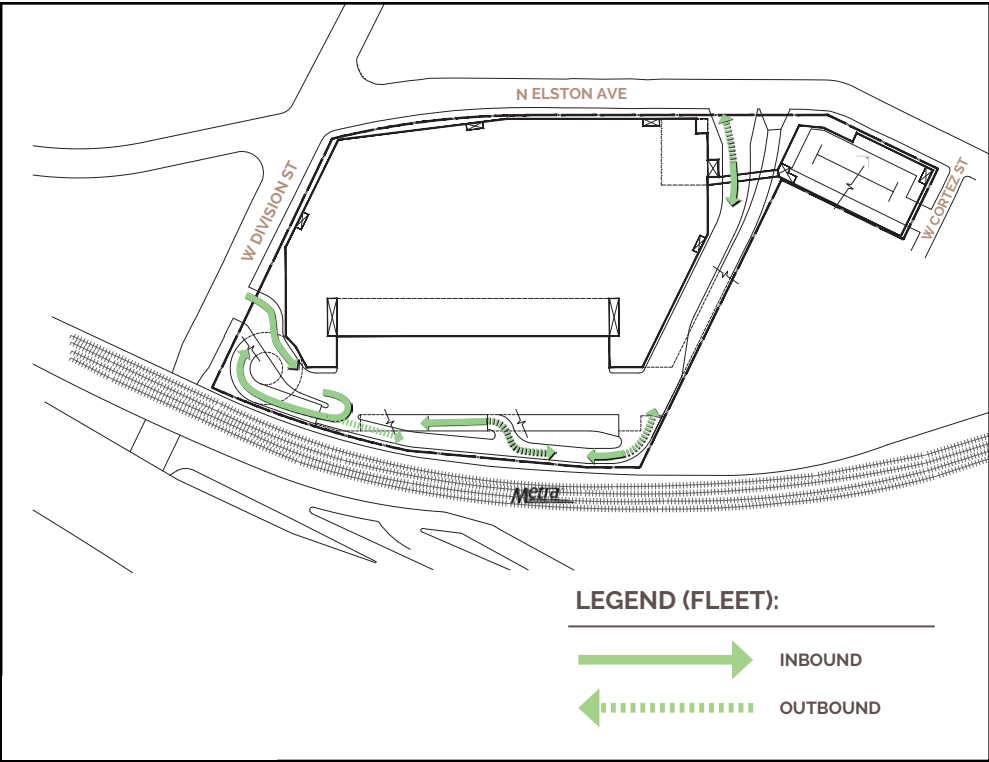 N ELSTON AVE
W DIVISION ST
W CORTEZ ST
Metra
LEGEND (FLEET):
INBOUND
OUTBOUND